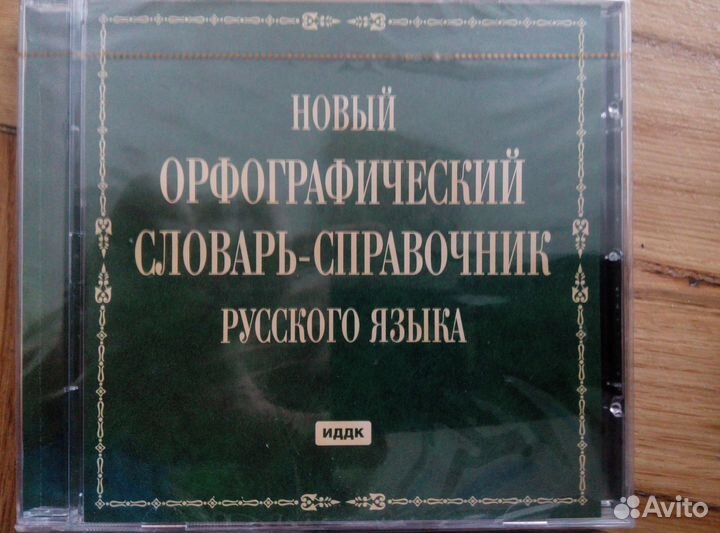 НОВЫЙ
ОРФОГРАФИЧЕСКИЙ
СЛОВАРЬ-СПРАВОЧНИК
РУССКОГО ЯЗЫКА
ИДДК
Avito